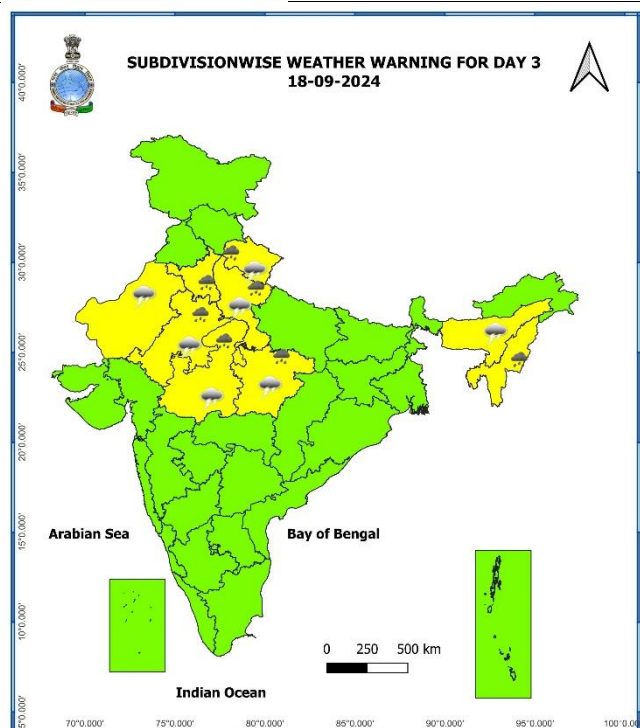 SUBDIVISIONWISE WEATHER WARNING FOR DAY 3
18-09-2024
40°0.000'
35°0.000'
30°0.000'
25°0.000'
20°0.000'
15°0.000'
10°0.000'
5°0.000'
Arabian Sea
Bay of Bengal
0 250 500 km
Indian Ocean
70°0.000' 75°0.000' 80°0.000' 85°0.000' 90°0.000' 95°0.000' 100°0.0